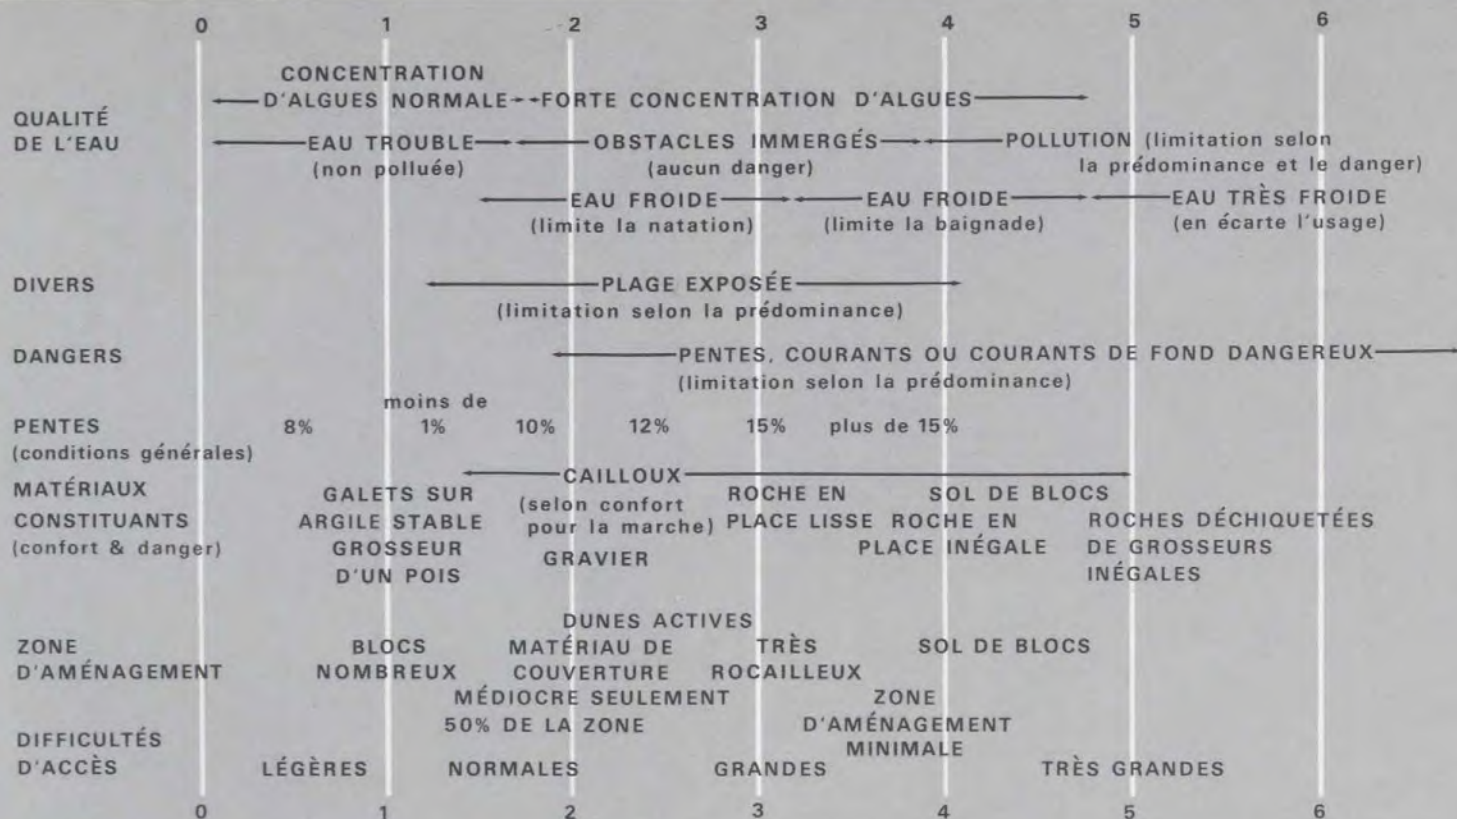 0 1 2 3 4 5 6
CONCENTRATION
D'ALGUES NORMALE FORTE CONCENTRATION D'ALGUES
QUALITÉ
DE L'EAU EAU TROUBLE OBSTACLES IMMERGÉS POLLUTION (limitation selon
(non polluée) (aucun danger) la prédominance et le danger)
EAU FROIDE EAU FROIDE EAU TRÈS FROIDE
(limite la natation) (limite la baignade) (en écarte l'usage)
DIVERS PLAGE EXPOSÉE
(limitation selon la prédominance)
DANGERS PENTES, COURANTS OU COURANTS DE FOND DANGEREUX
(limitation selon la prédominance)
moins de
PENTES 8% 1% 10% 12% 15% plus de 15%
(conditions générales)
CAILLOUX
MATÉRIAUX GALETS SUR (selon confort ROCHE EN SOL DE BLOCS
CONSTITUANTS ARGILE STABLE pour la marche) PLACE LISSE ROCHE EN ROCHES DÉCHIQUETÉES
(confort & danger) GROSSEUR GRAVIER PLACE INÉGALE DE GROSSEURS
D'UN POIS INÉGALES
DUNES ACTIVES
ZONE BLOCS MATÉRIAU DE TRÈS SOL DE BLOCS
D'AMÉNAGEMENT NOMBREUX COUVERTURE ROCAILLEUX
MÉDIOCRE SEULEMENT ZONE
50% DE LA ZONE D'AMÉNAGEMENT
DIFFICULTÉS MINIMALE
D'ACCÈS LÉGÈRES NORMALES GRANDES TRÈS GRANDES
0 1 2 3 4 5 6